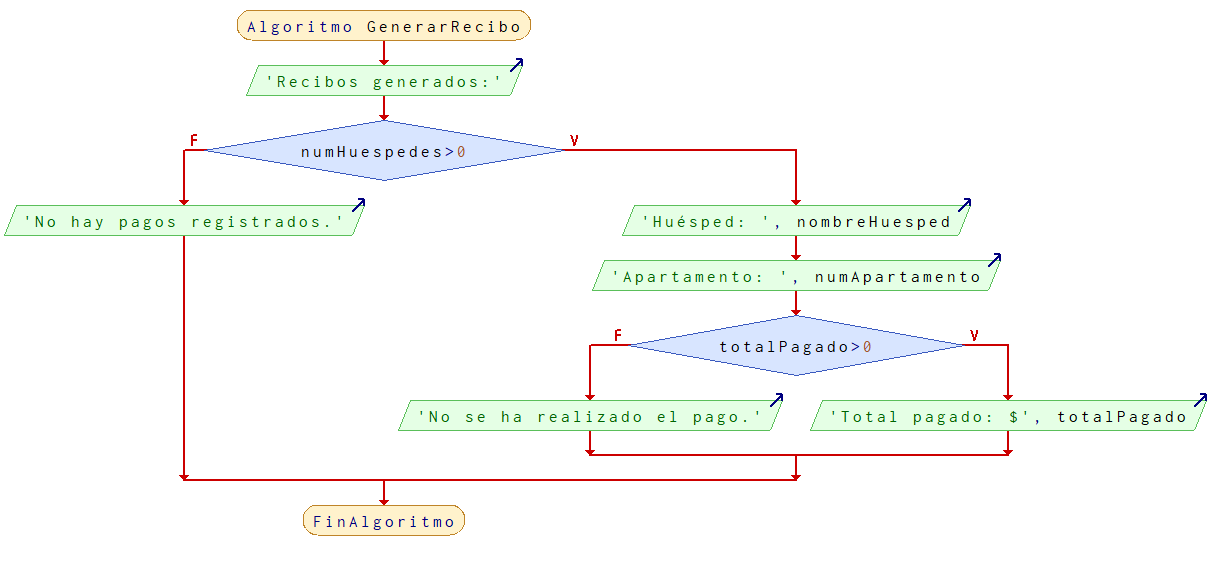 Algoritmo GenerarRecibo
'Recibos generados:'
F
V
numHuespedes>0
'No hay pagos registrados.'
'Huésped: ', nombreHuesped
'Apartamento: ', numApartamento
F
V
totalPagado>0
'No se ha realizado el pago.'
'Total pagado: $', totalPagado
FinAlgoritmo